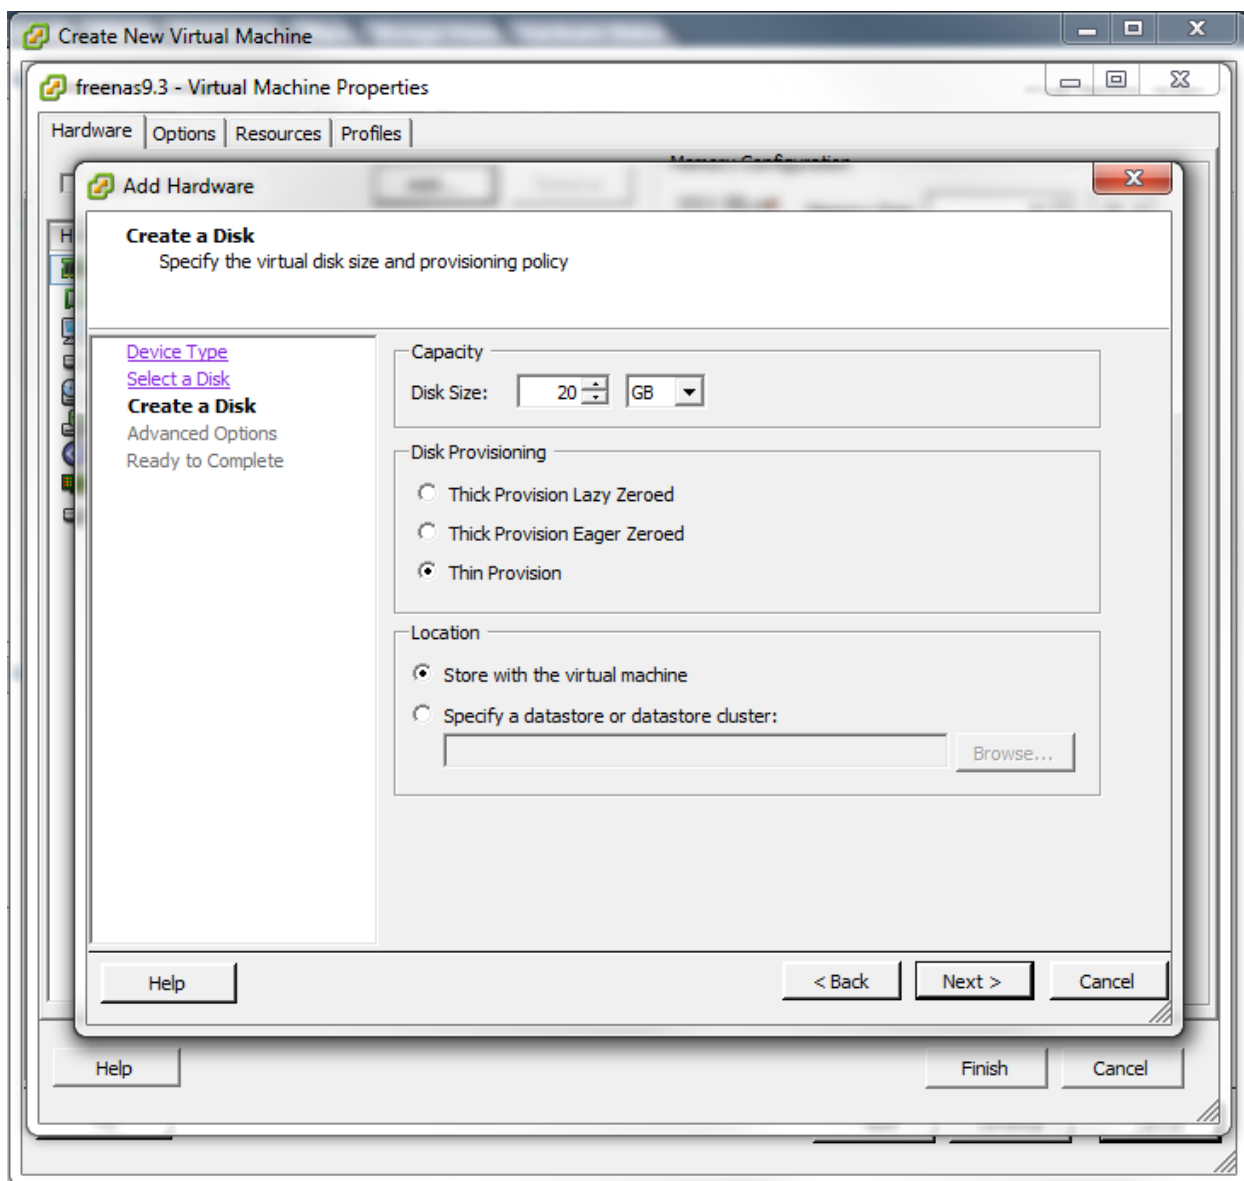 Create New Virtual Machine
freenas9.3 - Virtual Machine Properties
Hardware Options Resources Profiles
Memory Configuration
Add Hardware
Create a Disk
Specify the virtual disk size and provisioning policy
Device Type
Select a Disk
Create a Disk
Advanced Options
Ready to Complete
Capacity
Disk Size: 20 GB
Disk Provisioning
Thick Provision Lazy Zeroed
Thick Provision Eager Zeroed
Thin Provision
Location
Store with the virtual machine
Specify a datastore or datastore cluster:
Browse...
Help < Back Next > Cancel
Help Finish Cancel